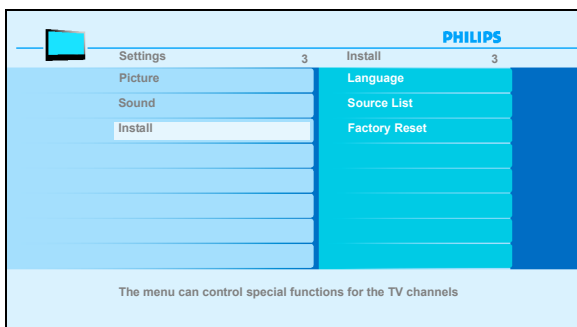 PHILIPS
Settings 3 Install 3
Picture Language
Sound Source List
Install Factory Reset
The menu can control special functions for the TV channels